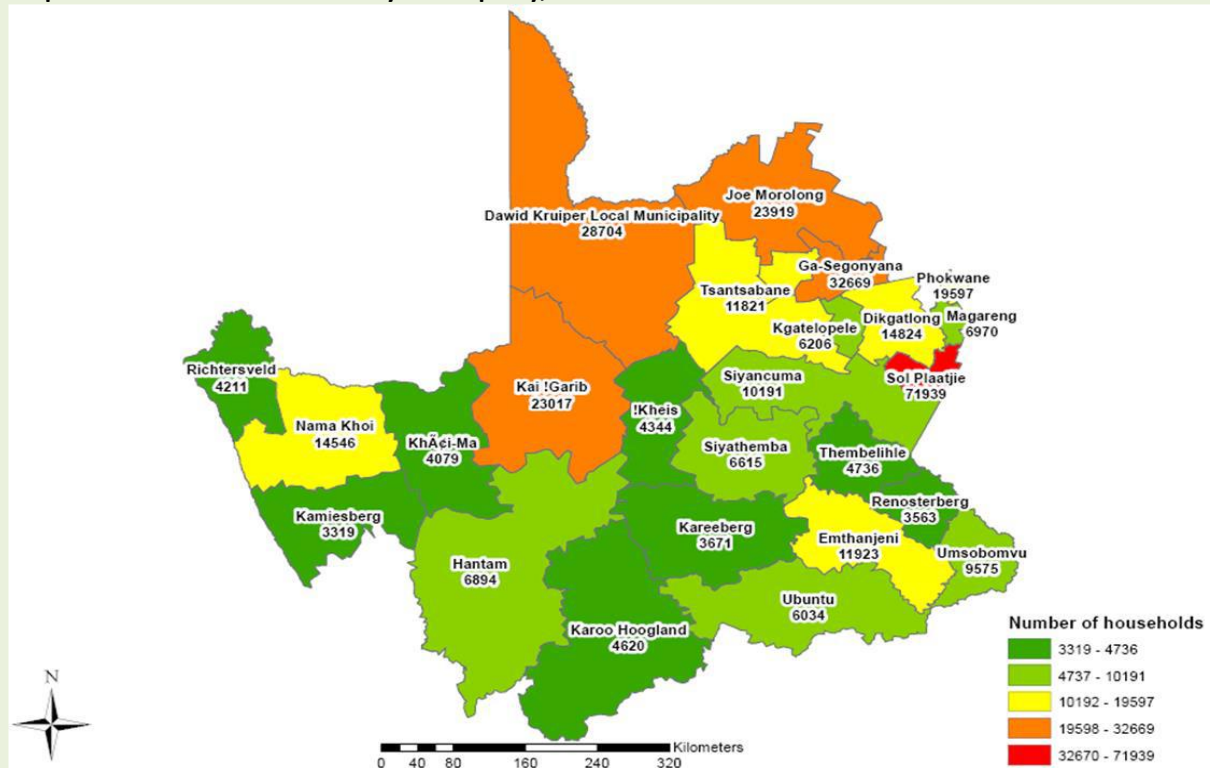 Joe Morolong
23919
Dawid Kruiper Local Municipality
28704
Ga-Segonyana
32669
Phokwane
19597
Tsantsabane
11821
Dikgatlong
14824
Magareng
6970
Kgatelopele
6206
Richtersveld
4211
Kai !Garib
23017
Siyancuma
10191
Sol Plaatjie
71939
!Kheis
4344
Nama Khoi
14546
KhÃ¢i-Ma
4079
Siyathemba
6615
Thembelihle
4736
Renosterberg
3563
Kamiesberg
3319
Kareeberg
3671
Emthanjeni
11923
Umsobomvu
9575
Hantam
6894
Ubuntu
6034
Karoo Hoogland
4620
Number of households
3319 - 4736
4737 - 10191
10192 - 19597
19598 - 32669
32670 - 71939
N
Kilometers
0 40 80 160 240 320